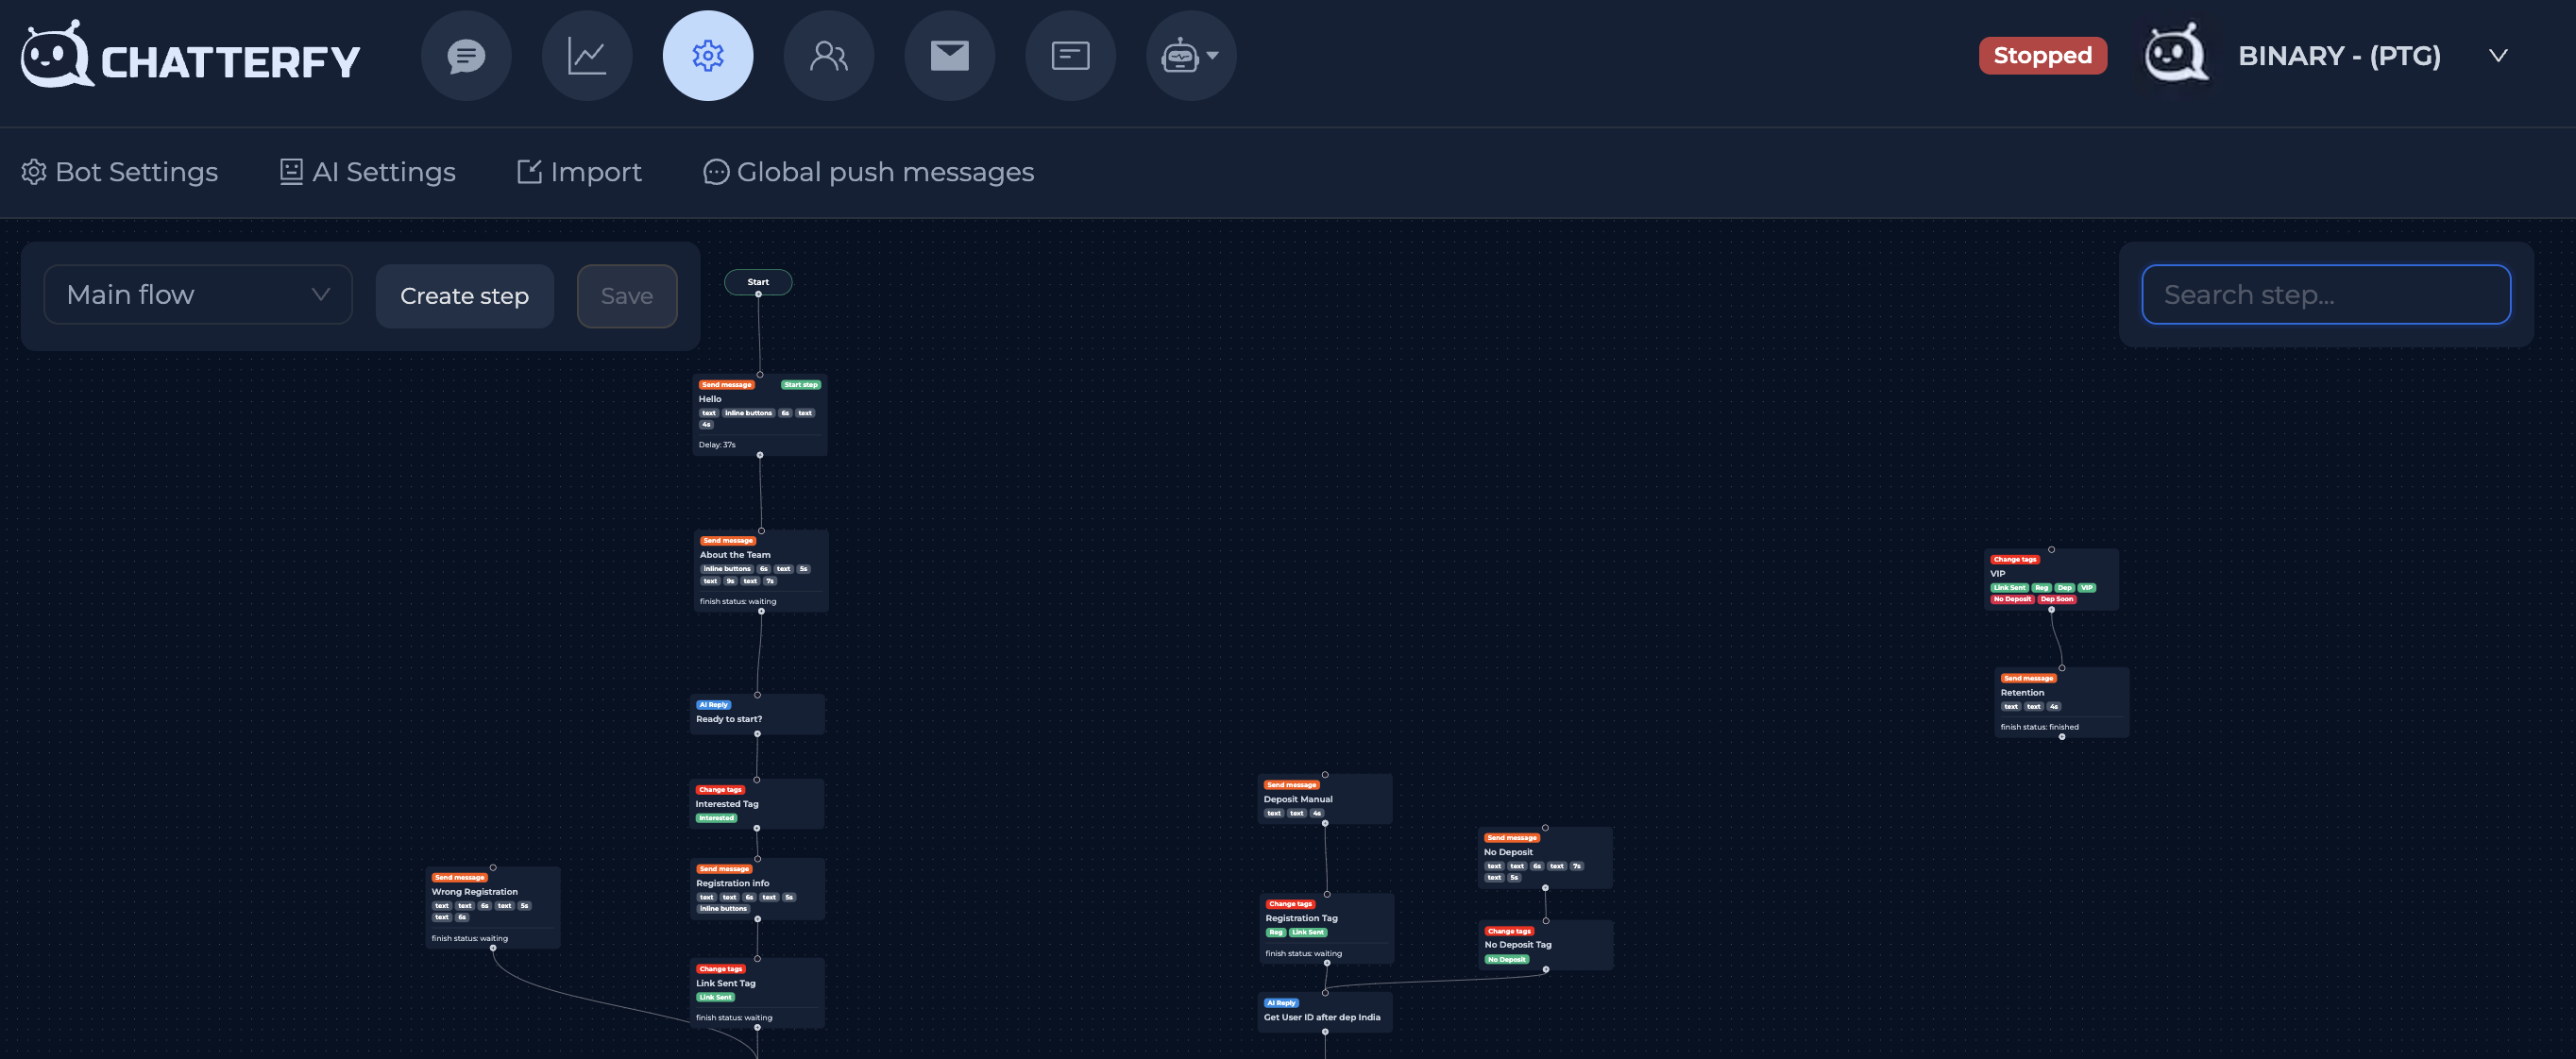 CHATTERFY
Stopped
BINARY - (PTG)
Bot Settings
AI Settings
Import
Global push messages
Main flow
Create step
Save
Search step...
Start
Send message
Start step
Hello
text inline buttons 6s text
4s
Delay: 37s
Send message
About the Team
inline buttons 6s text 5s
text 9s text 7s
finish status: waiting
AI Reply
Ready to start?
Change tags
Interested Tag
Interested
Send message
Registration info
text text 6s text 5s
inline buttons
Change tags
Link Sent Tag
Link Sent
finish status: waiting
Send message
Wrong Registration
text text 6s text 5s
text 6s
finish status: waiting
Send message
Deposit Manual
text text 4s
Change tags
Registration Tag
Reg Link Sent
finish status: waiting
AI Reply
Get User ID after dep India
Send message
No Deposit
text text 6s text 7s
text 5s
Change tags
No Deposit Tag
No Deposit
Change tags
VIP
Link Sent Reg Dep VIP
No Deposit Dep Soon
Send message
Retention
text text 4s
finish status: finished